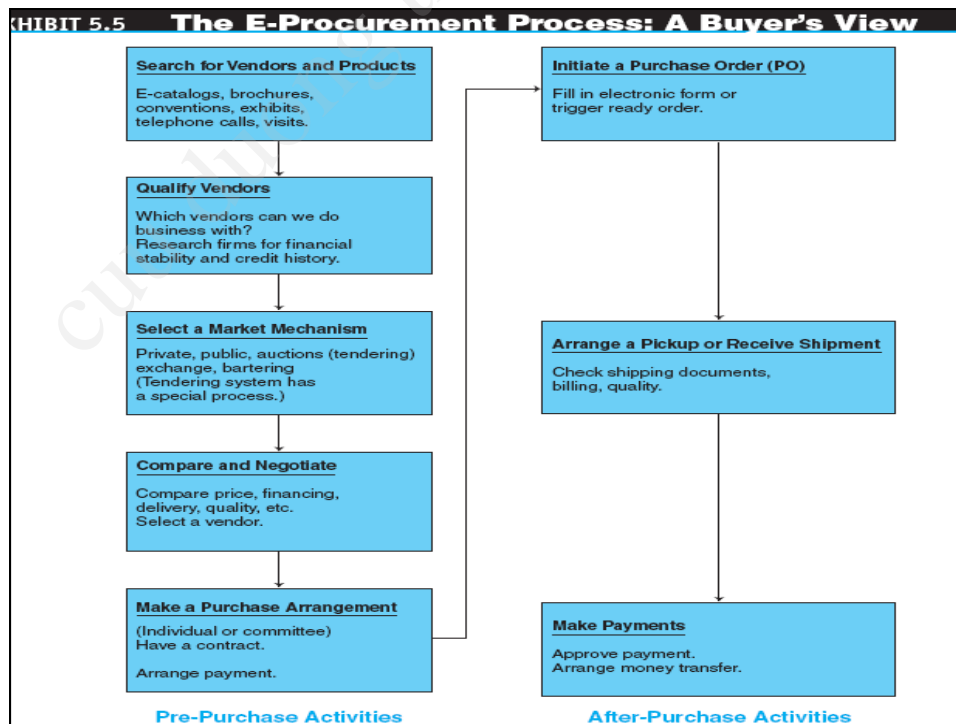 XHIBIT 5.5 The E-Procurement Process: A Buyer's View
Search for Vendors and Products
E-catalogs, brochures,
conventions, exhibits,
telephone calls, visits.
Qualify Vendors
Which vendors can we do
business with?
Research firms for financial
stability and credit history.
Select a Market Mechanism
Private, public, auctions (tendering)
exchange, bartering
(Tendering system has
a special process.)
Compare and Negotiate
Compare price, financing,
delivery, quality, etc.
Select a vendor.
Make a Purchase Arrangement
(Individual or committee)
Have a contract.
Arrange payment.
Pre-Purchase Activities
Initiate a Purchase Order (PO)
Fill in electronic form or
trigger ready order.
Arrange a Pickup or Receive Shipment
Check shipping documents,
billing, quality.
Make Payments
Approve payment.
Arrange money transfer.
After-Purchase Activities